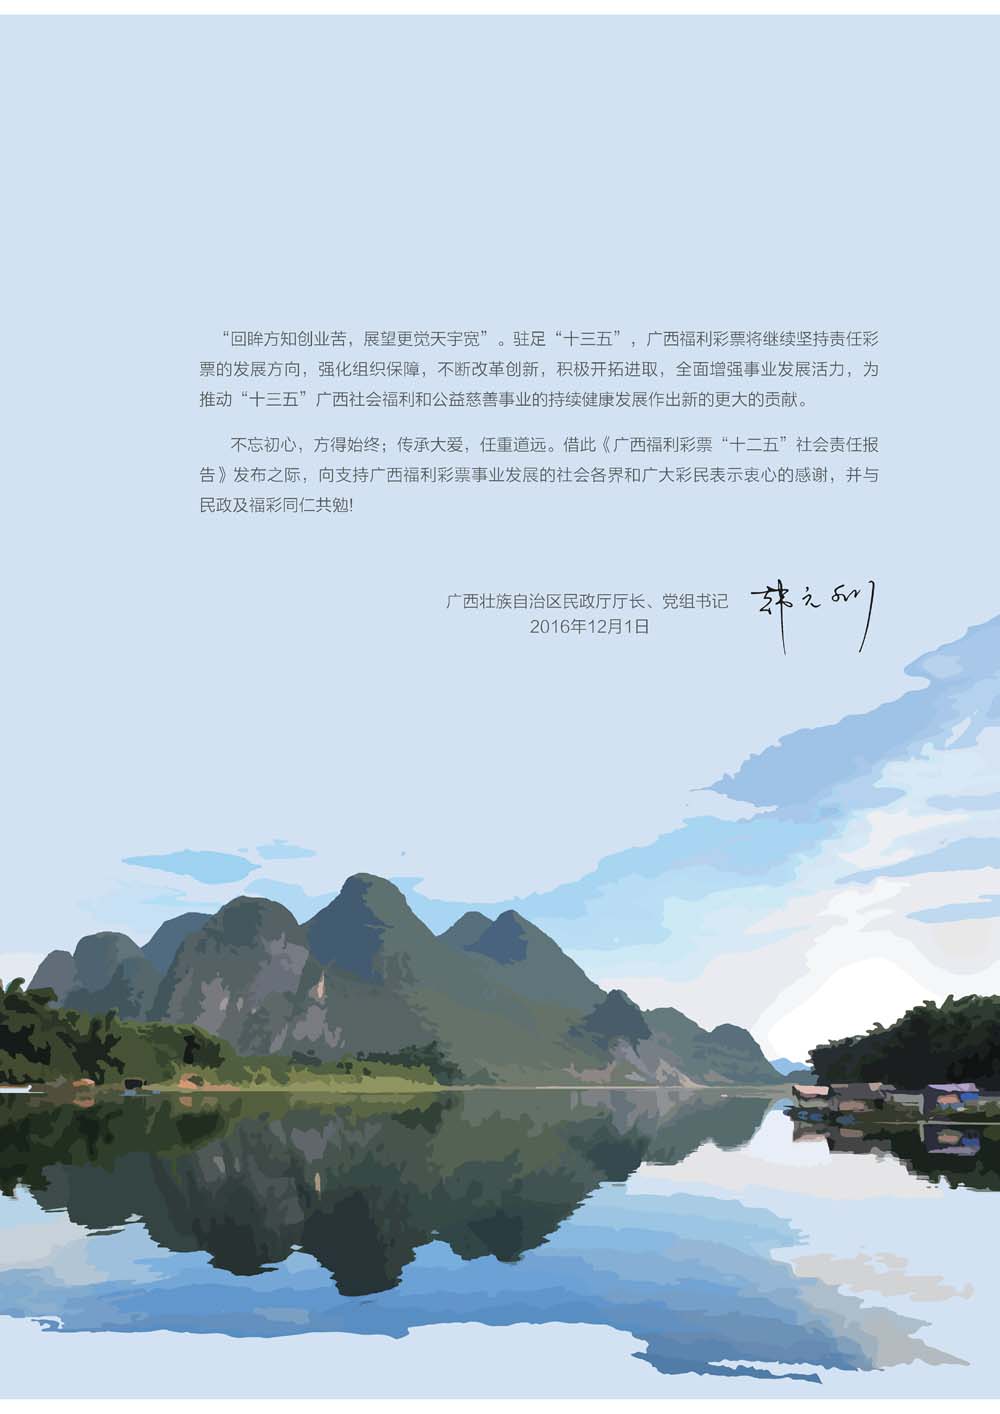 “回眸方知创业苦，展望更觉天宇宽”。驻足“十三五”，广西福利彩票将继续坚持责任彩
票的发展方向，强化组织保障，不断改革创新，积极开拓进取，全面增强事业发展活力，为
推动“十三五”广西社会福利和公益慈善事业的持续健康发展作出新的更大的贡献。
不忘初心，方得始终；传承大爱，任重道远。借此《广西福利彩票“十二五”社会责任报
告》发布之际，向支持广西福利彩票事业发展的社会各界和广大彩民表示衷心的感谢，并与
民政及福彩同仁共勉!
广西壮族自治区民政厅厅长、党组书记
2016年12月1日